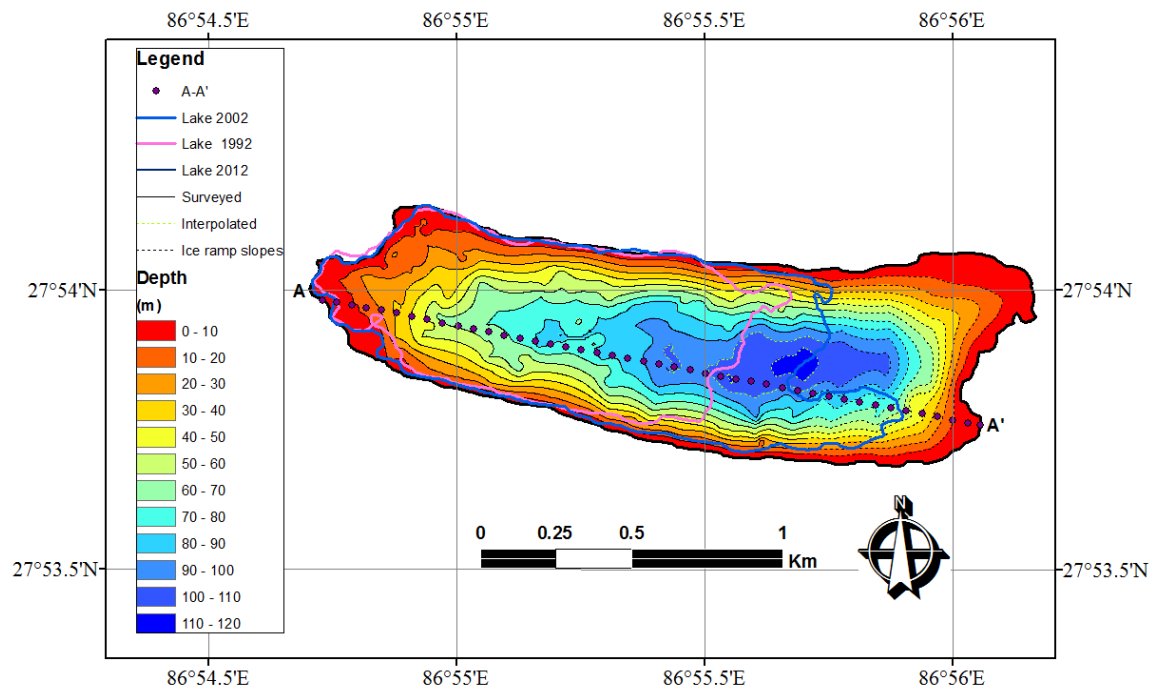 86°54.5'E 86°55'E 86°55.5'E 86°56'E
Legend
A-A'
Lake 2002
Lake 1992
Lake 2012
Surveyed
Interpolated
Ice ramp slopes
Depth
(m)
0 - 10
10 - 20
20 - 30
30 - 40
40 - 50
50 - 60
60 - 70
70 - 80
80 - 90
90 - 100
100 - 110
110 - 120
27°54'N A 27°54'N
A'
N
0 0.25 0.5 1
Km
27°53.5'N 27°53.5'N
86°54.5'E 86°55'E 86°55.5'E 86°56'E